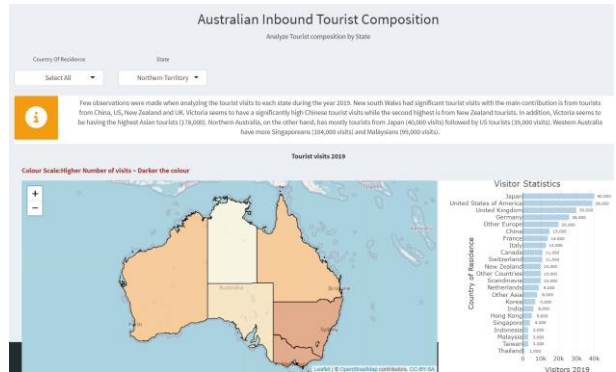 Australian Inbound Tourist Composition
Analyze Tourist composition by State
Country Of Residence
State
Select All
Northern Territory
Few observations were made when analyzing the tourist visits to each state during the year 2019. New south Wales had significant tourist visits with the main contribution is from tourists
from China, US, New Zealand and UK. Victoria seems to have a significantly high Chinese tourist visits while the second highest is from New Zealand tourists. In addition, Victoria seems to
be having the highest Asian tourists (178,000). Northern Australia, on the other hand, has mostly tourists from Japan (40,000 visits) followed by US tourists (39,000 visits). Western Australia
have more Singaporeans (104,000 visits) and Malaysians (99,000 visits).
Tourist visits 2019
Colour Scale:Higher Number of visits ~ Darker the colour
+
−
Australia
Perth
Brisbane
Sydney
Leaflet | © OpenStreetMap contributors, CC-BY-SA
Visitor Statistics
Country of Residence
Japan
United States of America
United Kingdom
Germany
Other Europe
China
France
Italy
Canada
Switzerland
New Zealand
Other Countries
Scandinavia
Netherlands
Other Asia
Korea
India
Hong Kong
Singapore
Indonesia
Malaysia
Taiwan
Thailand
0 10k 20k 30k 40k
Visitors 2019